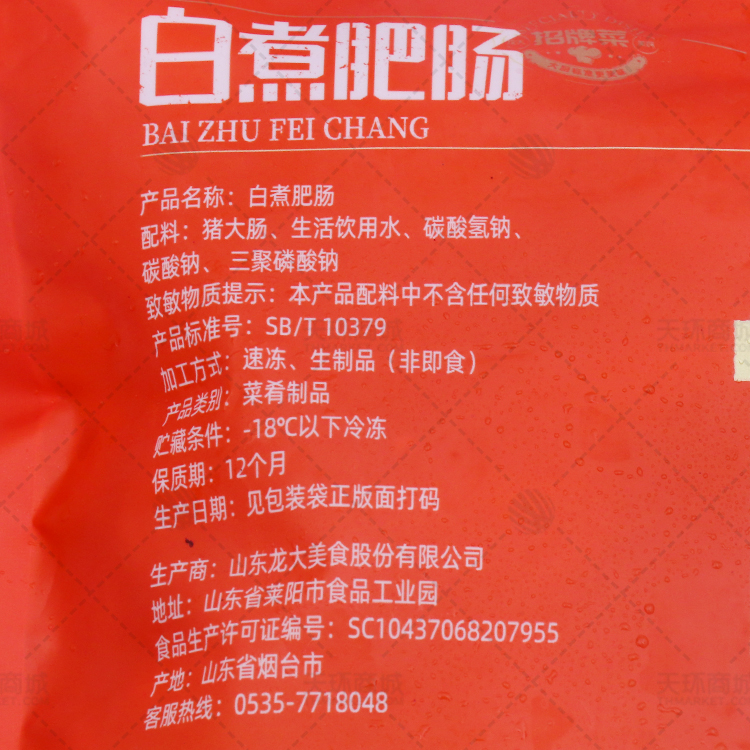 白煮肥肠
招牌菜
BAI ZHU FEI CHANG
产品名称：白煮肥肠
配料：猪大肠、生活饮用水、碳酸氢钠、
碳酸钠、三聚磷酸钠
致敏物质提示：本产品配料中不含任何致敏物质
产品标准号：SB/T 10379
加工方式：速冻、生制品（非即食）
产品类别：菜肴制品
贮藏条件：-18℃以下冷冻
保质期：12个月
生产日期：见包装袋正版面打码
生产商：山东龙大美食股份有限公司
地址：山东省莱阳市食品工业园
食品生产许可证编号：SC10437068207955
产地：山东省烟台市
客服热线：0535-7718048
天环商城